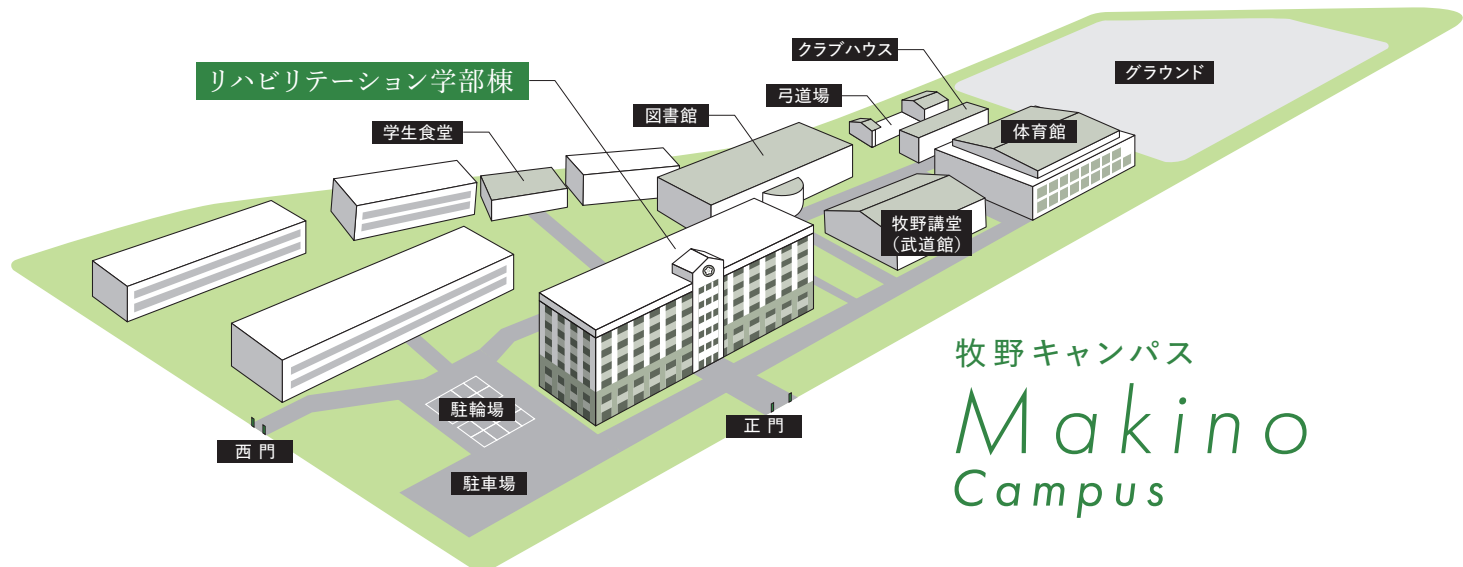 クラブハウス
グラウンド
リハビリテーション学部棟
弓道場
図書館
学生食堂
体育館
牧野講堂
（武道館）
牧野キャンパス
Makino
Campus
駐輪場
正門
西門
駐車場